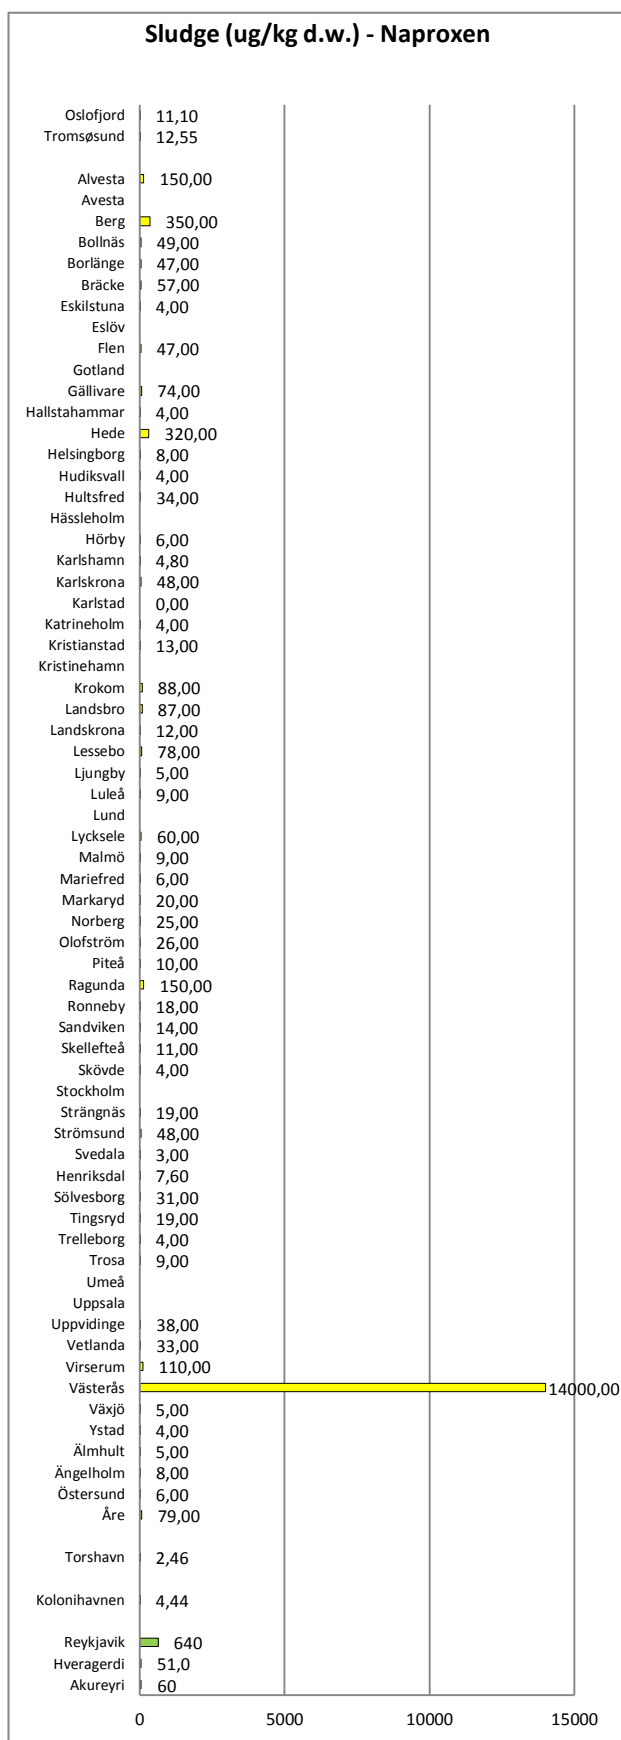 Sludge (ug/kg d.w.) - Naproxen
Oslofjord 11,10
Tromsøsund 12,55
Alvesta 150,00
Avesta
Berg 350,00
Bollnäs 49,00
Borlänge 47,00
Bräcke 57,00
Eskilstuna 4,00
Eslöv
Flen 47,00
Gotland
Gällivare 74,00
Hallstahammar 4,00
Hede 320,00
Helsingborg 8,00
Hudiksvall 4,00
Hultsfred 34,00
Hässleholm
Hörby 6,00
Karlshamn 4,80
Karlskrona 48,00
Karlstad 0,00
Katrineholm 4,00
Kristianstad 13,00
Kristinehamn
Krokom 88,00
Landsbro 87,00
Landskrona 12,00
Lessebo 78,00
Ljungby 5,00
Luleå 9,00
Lund
Lycksele 60,00
Malmö 9,00
Mariefred 6,00
Markaryd 20,00
Norberg 25,00
Olofström 26,00
Piteå 10,00
Ragunda 150,00
Ronneby 18,00
Sandviken 14,00
Skellefteå 11,00
Skövde 4,00
Stockholm
Strängnäs 19,00
Strömsund 48,00
Svedala 3,00
Henriksdal 7,60
Sölvesborg 31,00
Tingsryd 19,00
Trelleborg 4,00
Trosa 9,00
Umeå
Uppsala
Uppvidinge 38,00
Vetlanda 33,00
Virserum 110,00
Västerås 14000,00
Växjö 5,00
Ystad 4,00
Älmhult 5,00
Ängelholm 8,00
Östersund 6,00
Åre 79,00
Torshavn 2,46
Kolonihavnen 4,44
Reykjavik 640
Hveragerdi 51,0
Akureyri 60
0 5000 10000 15000